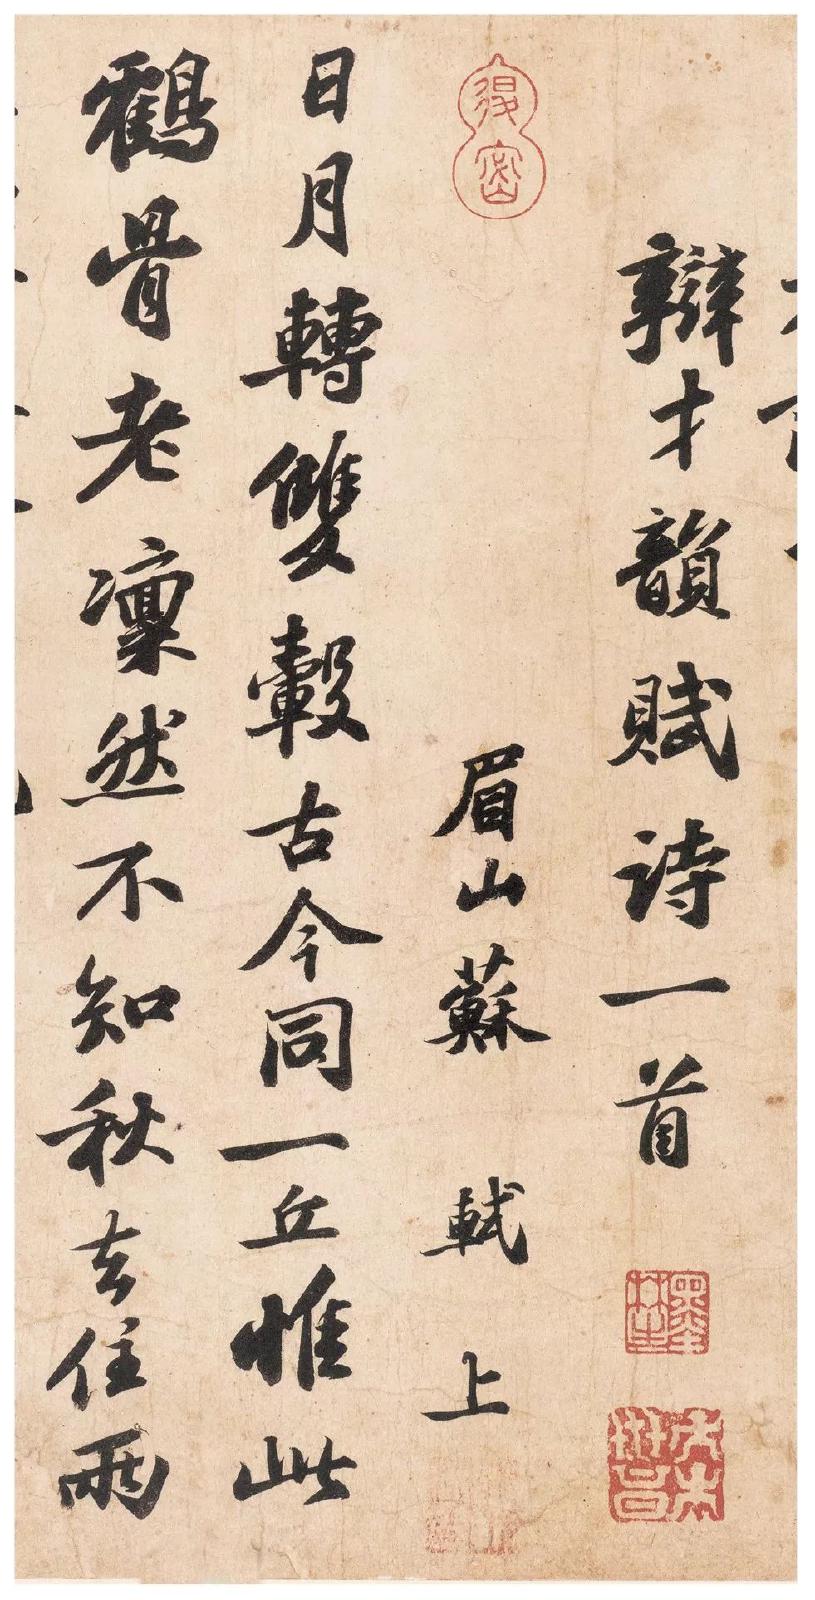 辯才韻賦詩一首
眉山蘇軾上
日月轉雙轂古今同一丘惟此
鶴骨老凜然不知秋去住兩